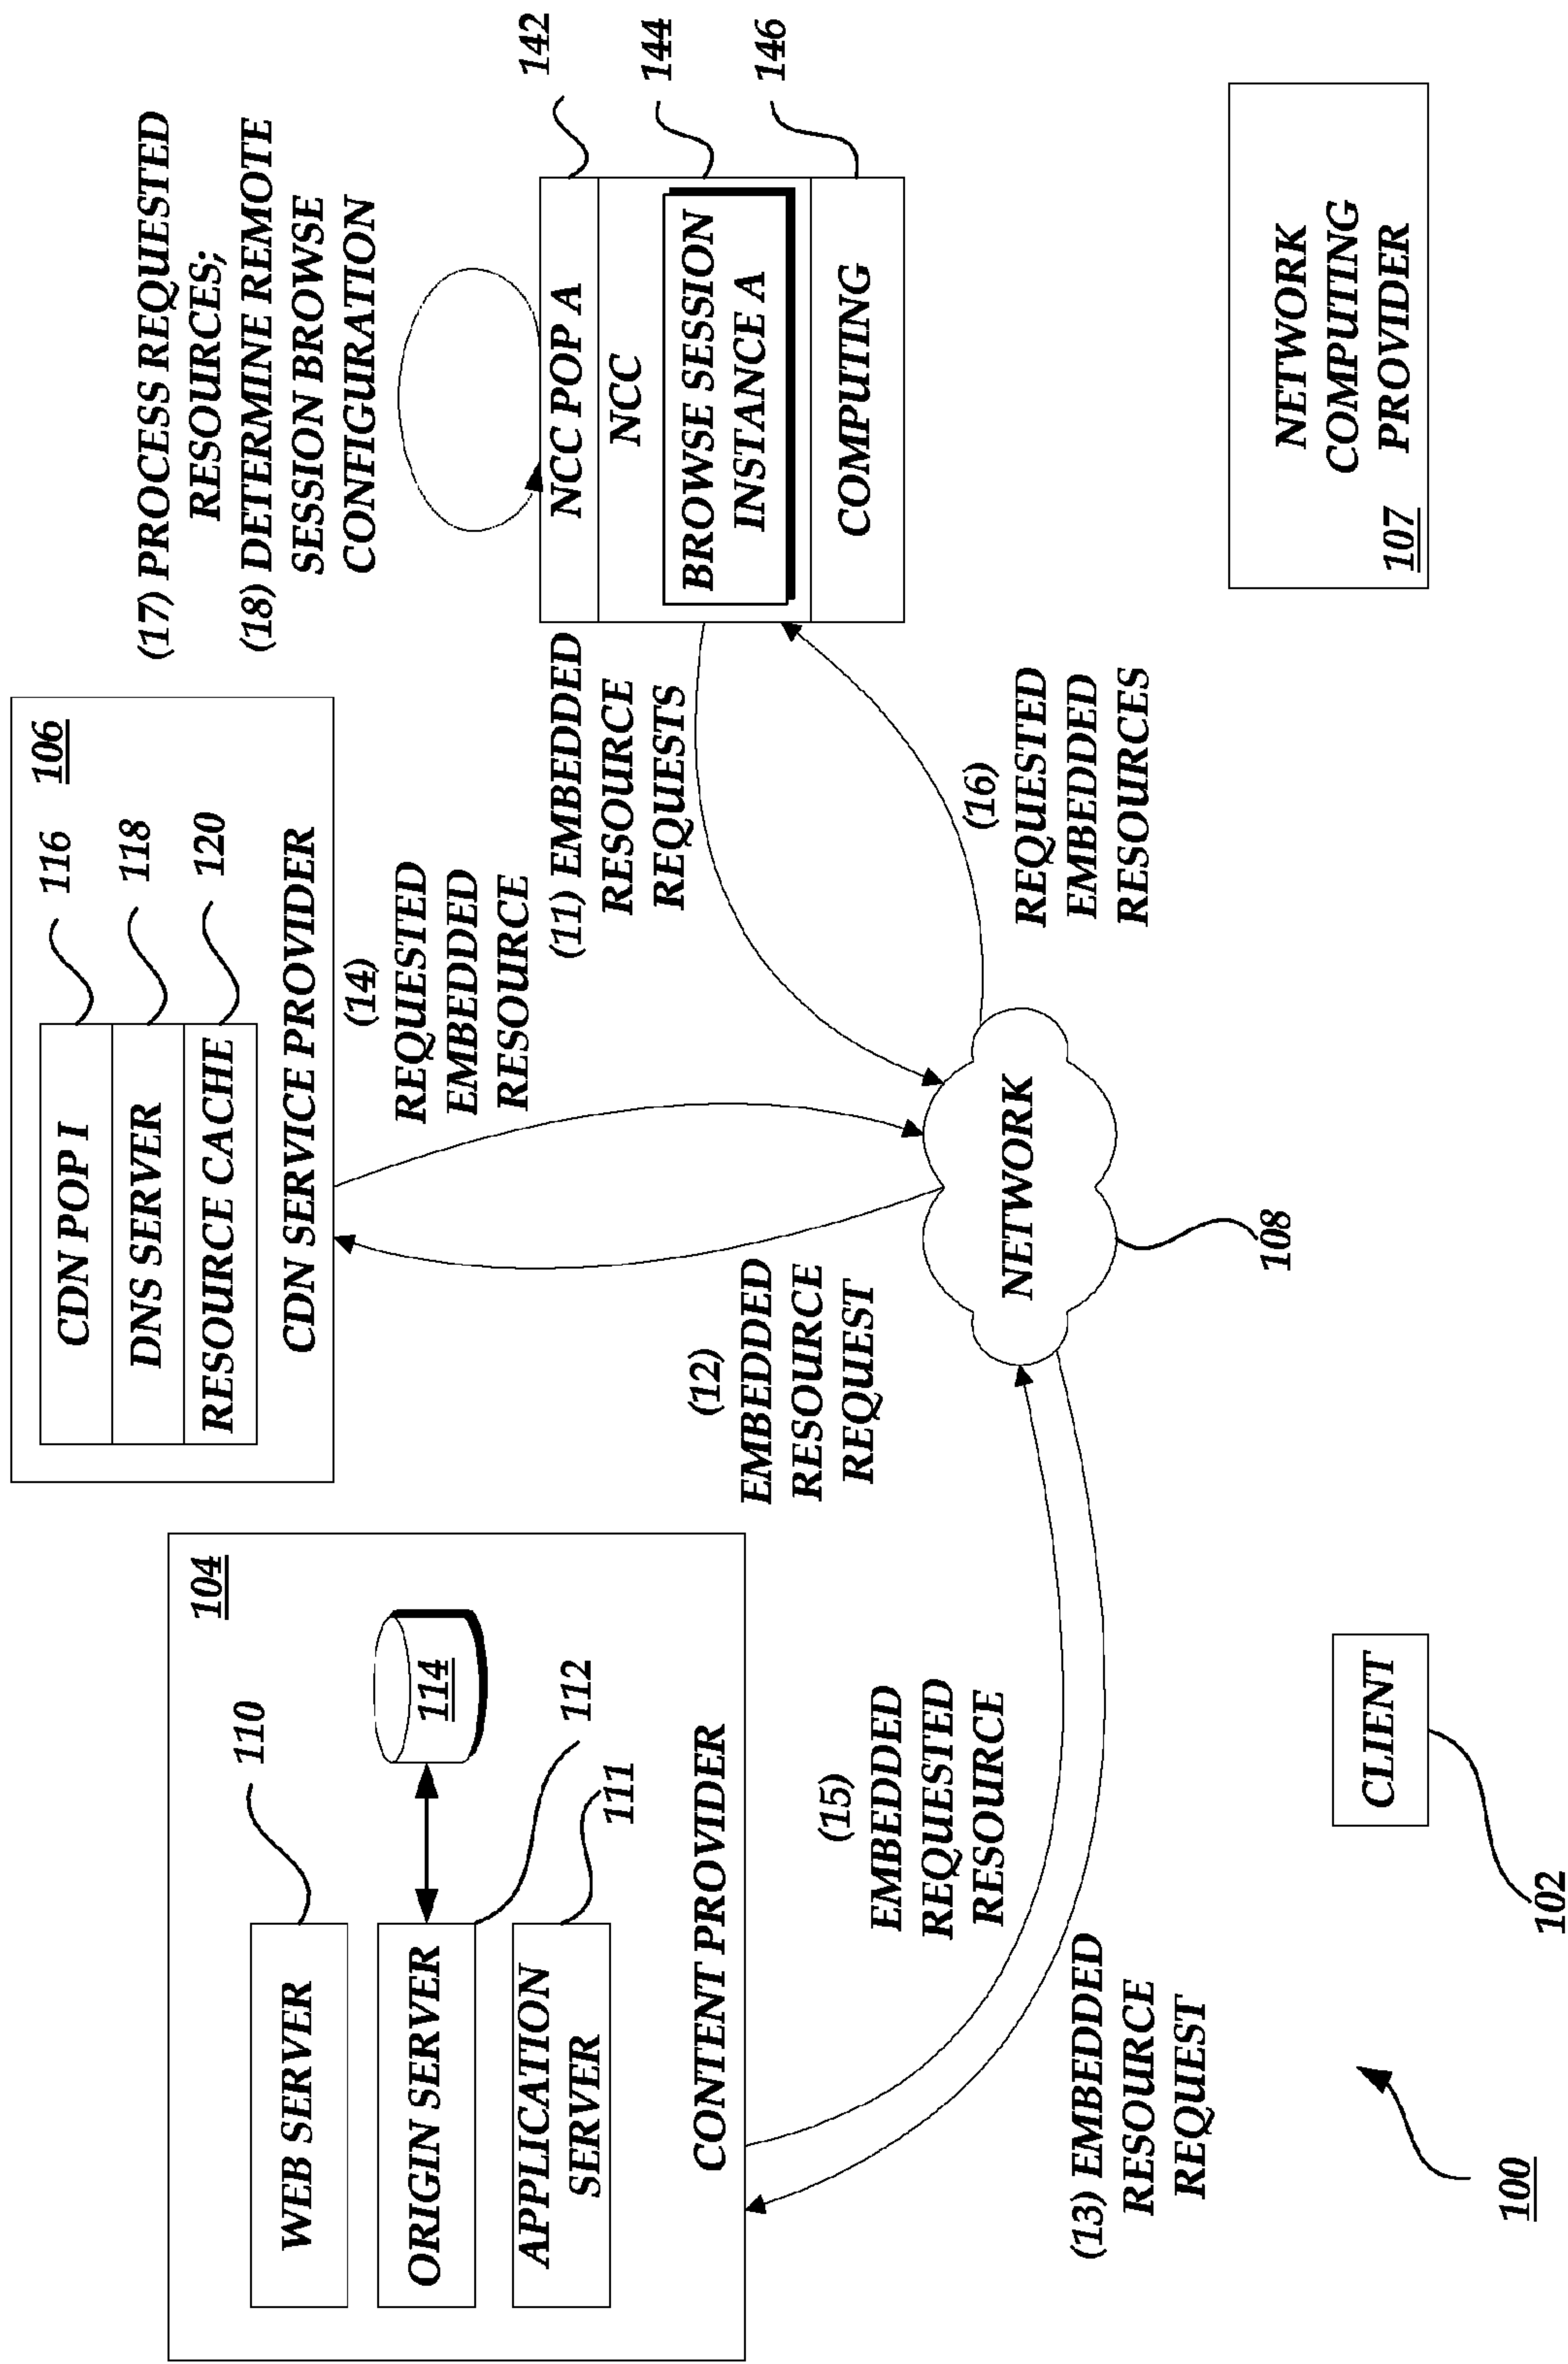 104
110
WEB SERVER
ORIGIN SERVER
114
112
APPLICATION
SERVER
111
CONTENT PROVIDER
CDN POP I
DNS SERVER
RESOURCE CACHE
116
118
120
106
CDN SERVICE PROVIDER
(17) PROCESS REQUESTED
RESOURCES;
(18) DETERMINE REMOTE
SESSION BROWSE
CONFIGURATION
NCC POP A
NCC
BROWSE SESSION
INSTANCE A
COMPUTING
142
144
146
(14)
REQUESTED
EMBEDDED
RESOURCE
(11) EMBEDDED
RESOURCE
REQUESTS
(12)
EMBEDDED
RESOURCE
REQUEST
(16)
REQUESTED
EMBEDDED
RESOURCES
(15)
EMBEDDED
REQUESTED
RESOURCE
(13) EMBEDDED
RESOURCE
REQUEST
NETWORK
108
CLIENT
102
NETWORK
COMPUTING
PROVIDER
107
100